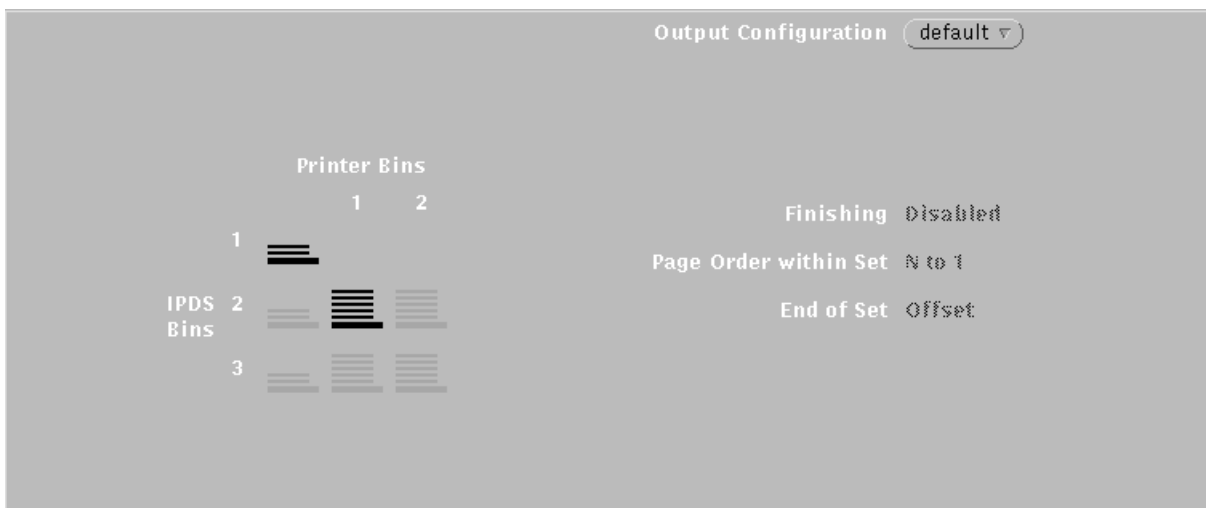 Output Configuration default
Printer Bins
1 2
1
IPDS 2
Bins
3
Finishing Disabled
Page Order within Set N to 1
End of Set Offset